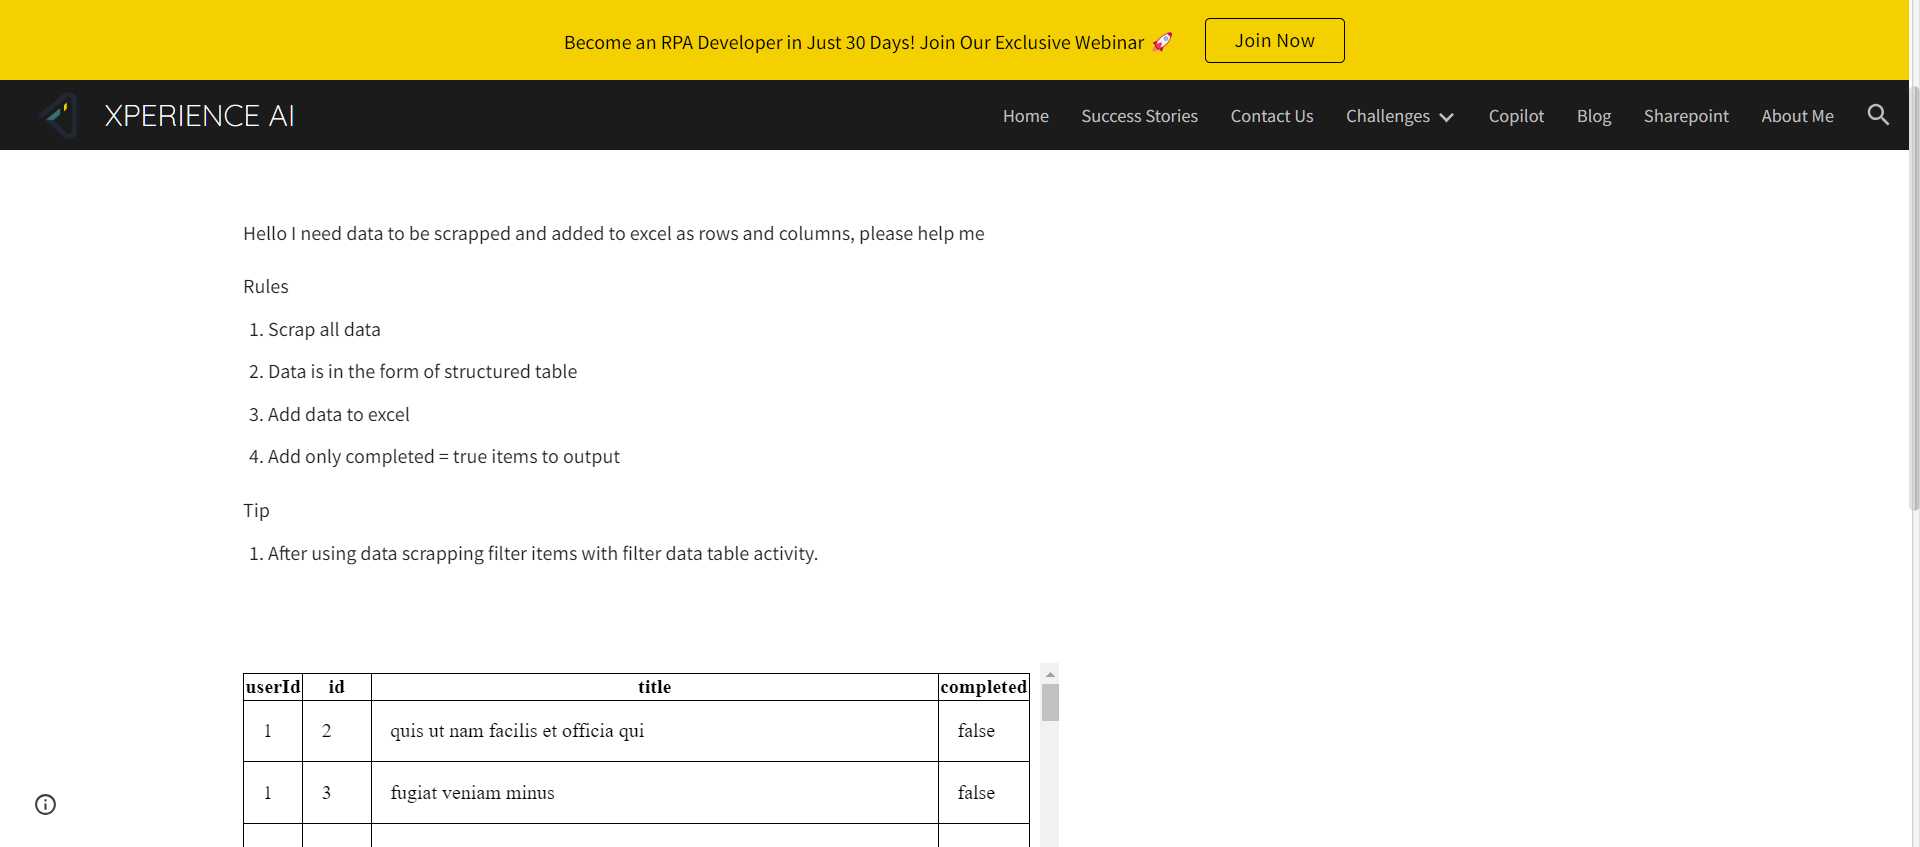 Become an RPA Developer in Just 30 Days! Join Our Exclusive Webinar 🚀 Join Now
XPERIENCE AI Home Success Stories Contact Us Challenges Copilot Blog Sharepoint About Me
Hello I need data to be scrapped and added to excel as rows and columns, please help me
Rules
1. Scrap all data
2. Data is in the form of structured table
3. Add data to excel
4. Add only completed = true items to output
Tip
1. After using data scrapping filter items with filter data table activity.
userId id title completed
1 2 quis ut nam facilis et officia qui false
1 3 fugiat veniam minus false